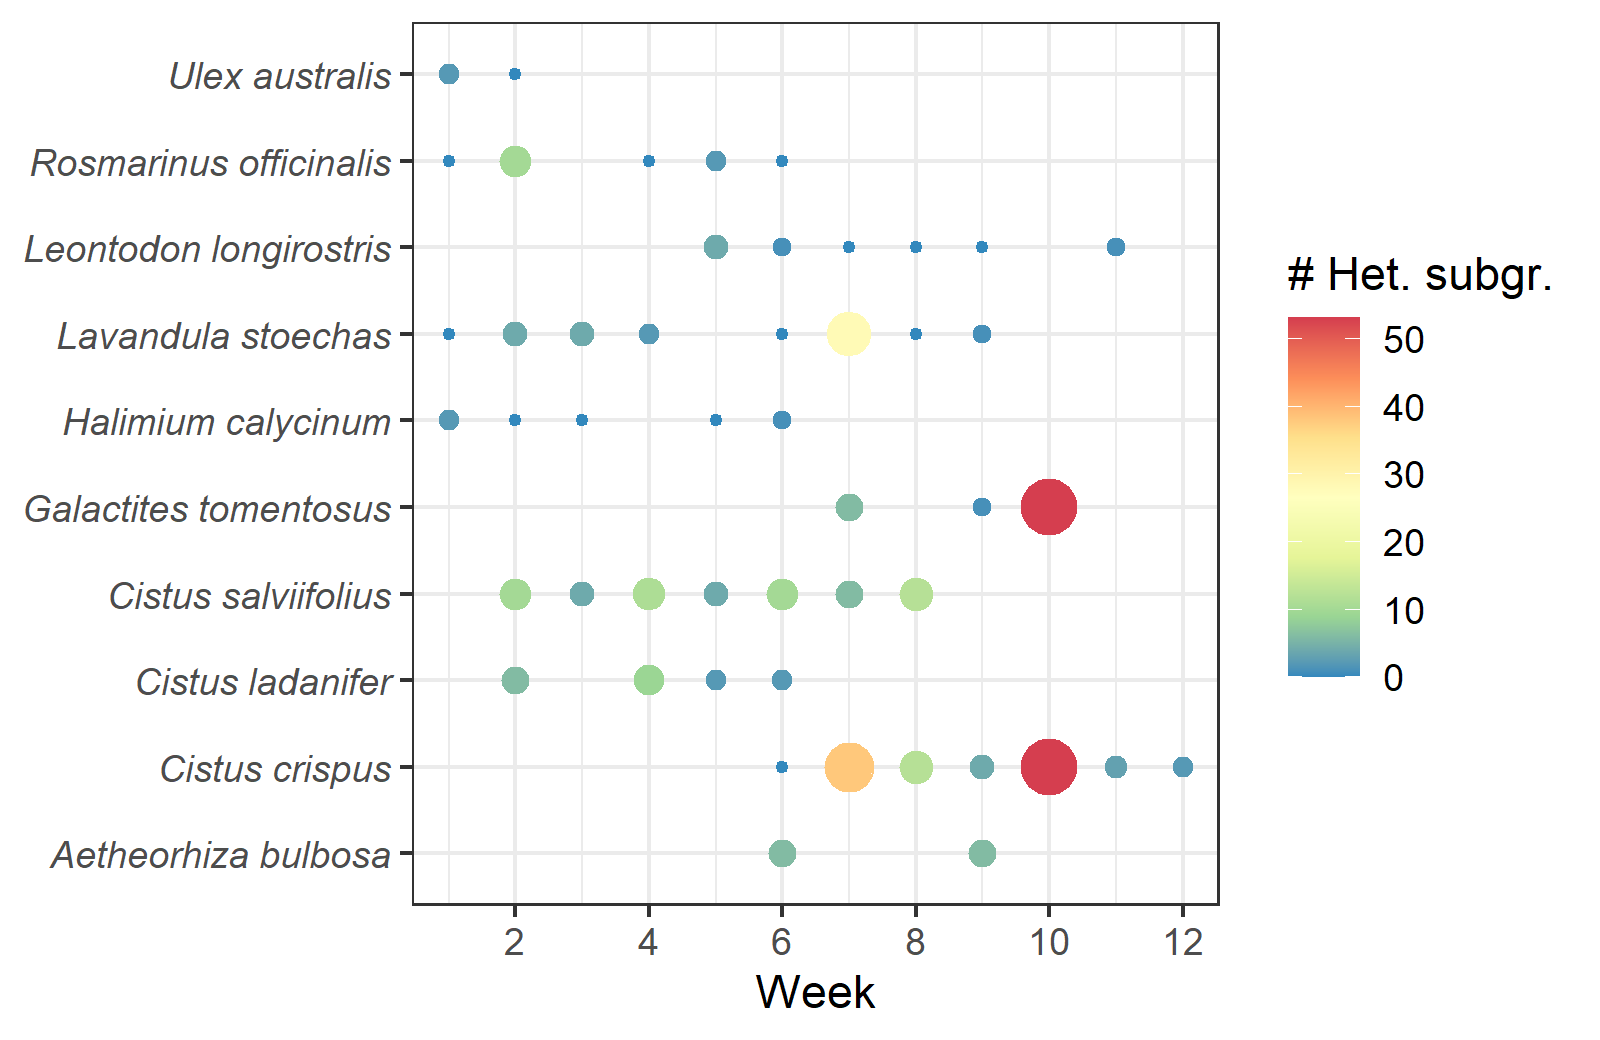 Ulex australis
Rosmarinus officinalis
Leontodon longirostris
Lavandula stoechas
Halimium calycinum
Galactites tomentosus
Cistus salviifolius
Cistus ladanifer
Cistus crispus
Aetheorhiza bulbosa
2 4 6 8 10 12
Week
# Het. subgr.
50
40
30
20
10
0